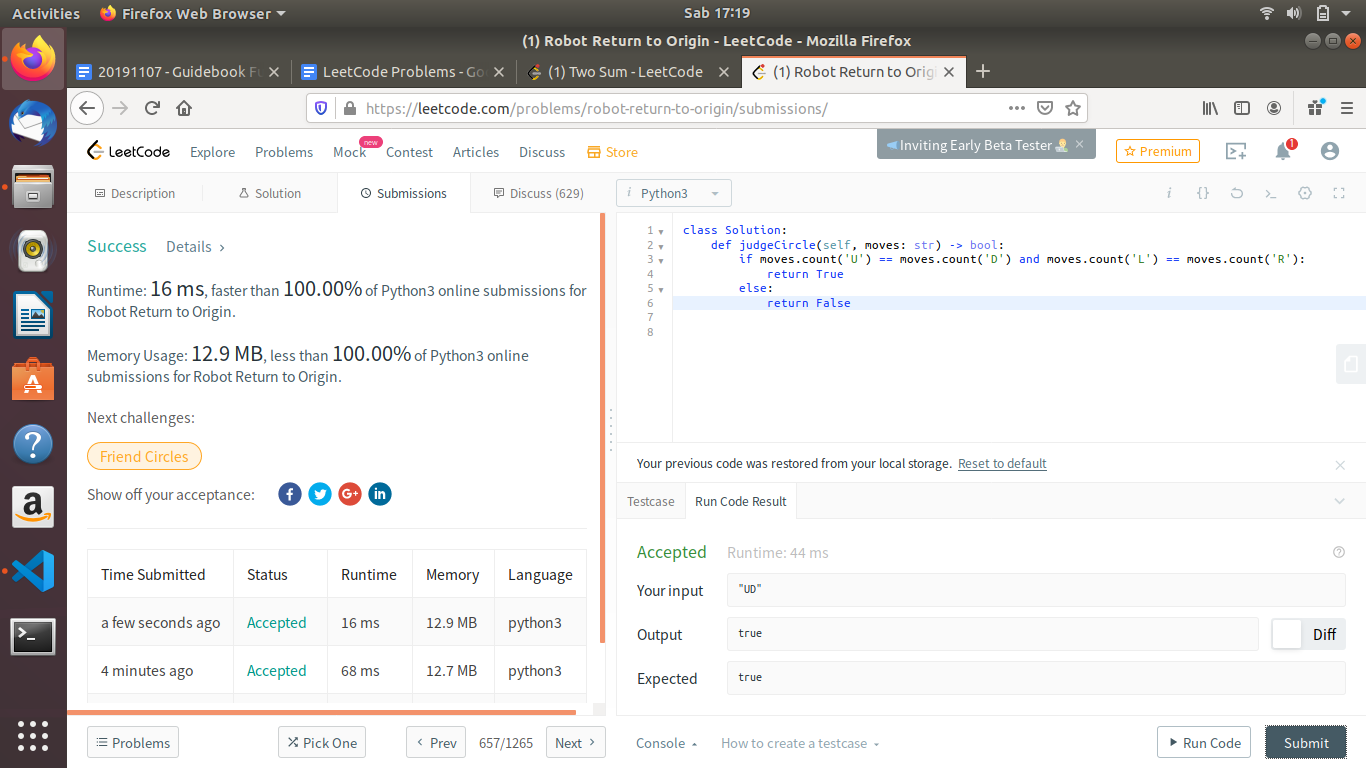 Activities
Firefox Web Browser
Sab 17:19
(1) Robot Return to Origin - LeetCode - Mozilla Firefox
20191107 - Guidebook Fu
LeetCode Problems - Go
(1) Two Sum - LeetCode
(1) Robot Return to Orig
https://leetcode.com/problems/robot-return-to-origin/submissions/
LeetCode
Explore
Problems
Mock
new
Contest
Articles
Discuss
Store
Inviting Early Beta Tester
Premium
1
Description
Solution
Submissions
Discuss (629)
i Python3
Success
Details
Runtime: 16 ms, faster than 100.00% of Python3 online submissions for
Robot Return to Origin.
Memory Usage: 12.9 MB, less than 100.00% of Python3 online
submissions for Robot Return to Origin.
Next challenges:
Friend Circles
Show off your acceptance:
Time Submitted Status Runtime Memory Language
a few seconds ago Accepted 16 ms 12.9 MB python3
4 minutes ago Accepted 68 ms 12.7 MB python3
Problems
Pick One
Prev
657/1265
Next
1 class Solution:
2 def judgeCircle(self, moves: str) -> bool:
3 if moves.count('U') == moves.count('D') and moves.count('L') == moves.count('R'):
4 return True
5 else:
6 return False
7
8
Your previous code was restored from your local storage. Reset to default
Testcase
Run Code Result
Accepted Runtime: 44 ms
Your input "UD"
Output true
Diff
Expected true
Console
How to create a testcase
Run Code
Submit